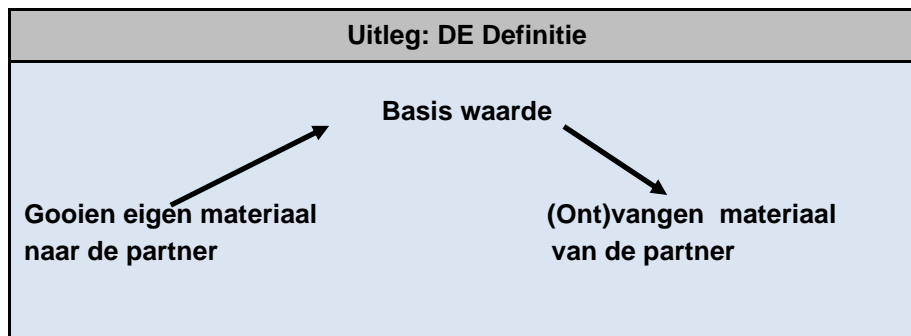 Uitleg: DE Definitie
Basis waarde
Gooien eigen materiaal
naar de partner
(Ont)vangen materiaal
van de partner